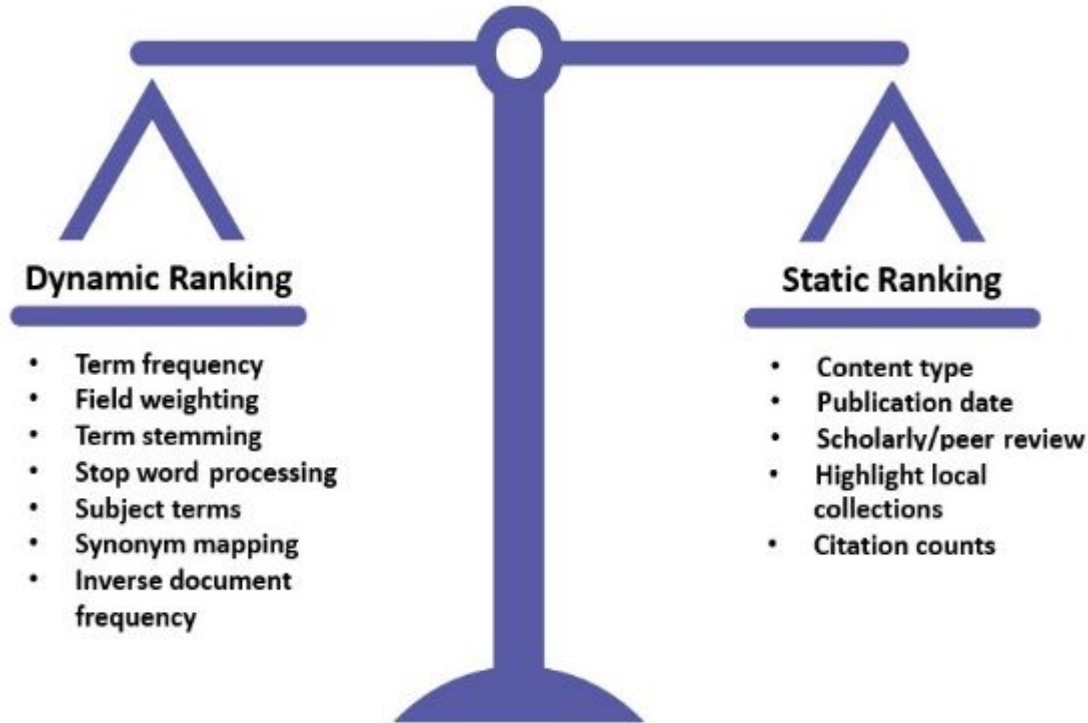 Dynamic Ranking
• Term frequency
• Field weighting
• Term stemming
• Stop word processing
• Subject terms
• Synonym mapping
• Inverse document
frequency
Static Ranking
• Content type
• Publication date
• Scholarly/peer review
• Highlight local
collections
• Citation counts